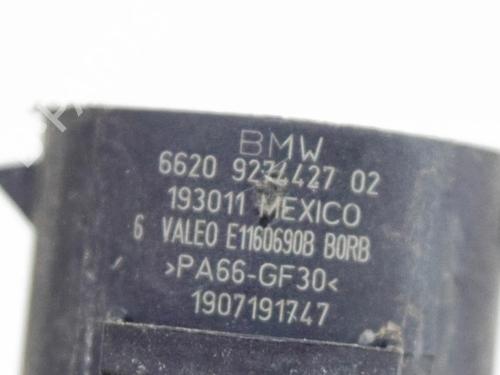 BMW
6620 9274427 02
193011 MEXICO
6 VALEO E1160690B B0RB
>PA66-GF30<
1907191747